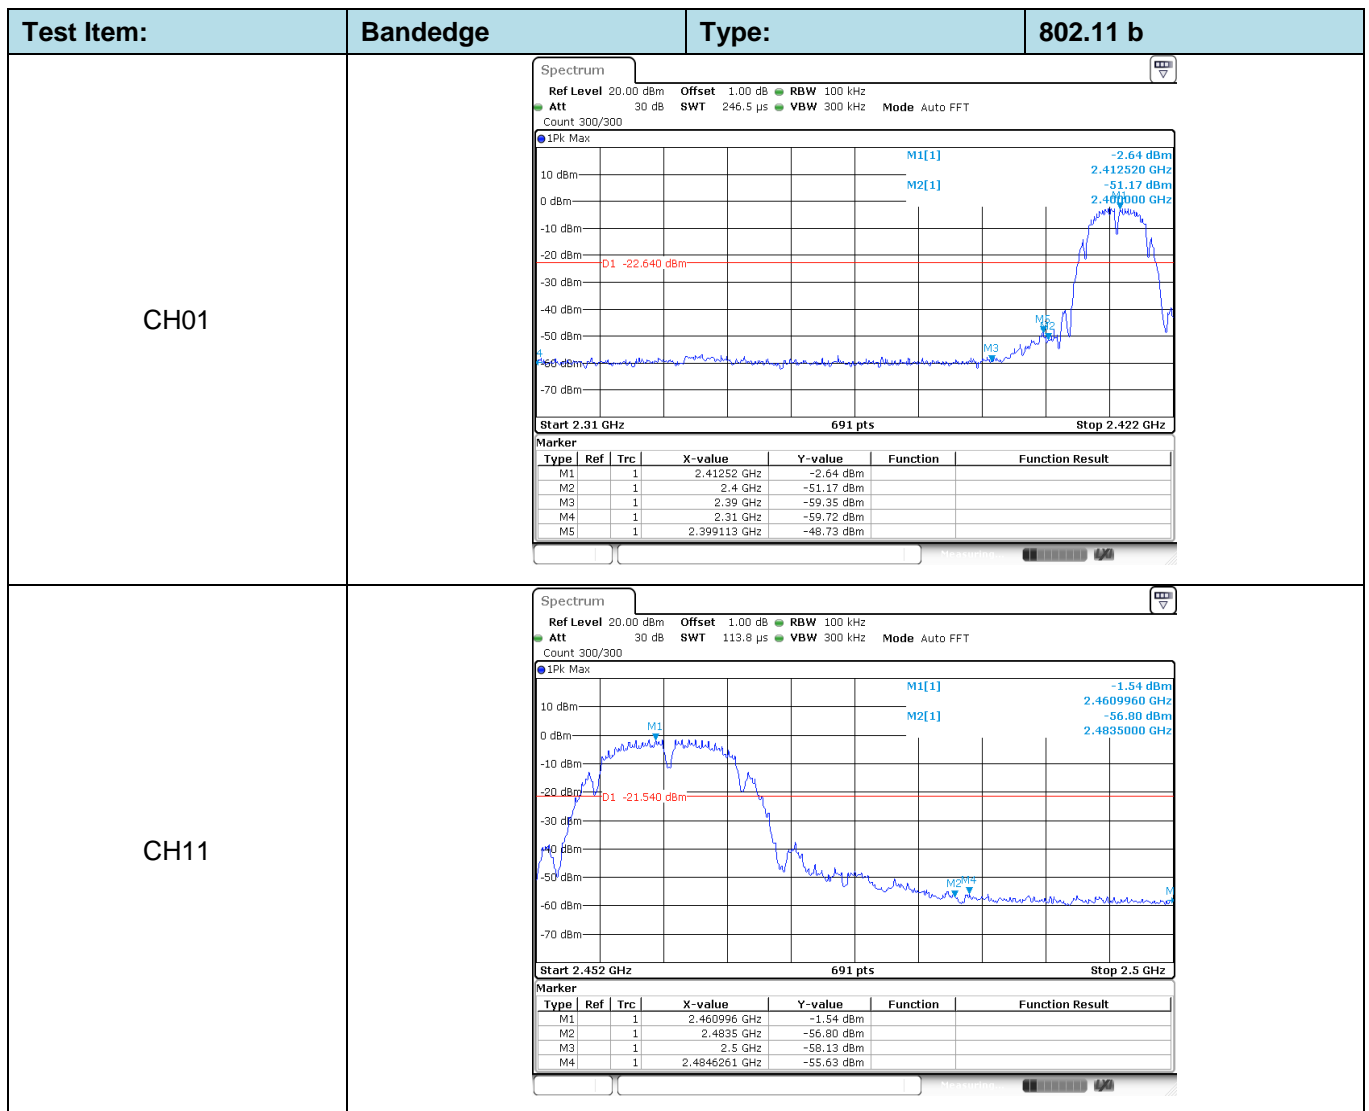 Test Item: Bandedge Type: 802.11 b
CH01
Spectrum
Ref Level 20.00 dBm Offset 1.00 dB RBW 100 kHz
Att 30 dB SWT 246.5 µs VBW 300 kHz Mode Auto FFT
Count 300/300
1Pk Max
M1[1] -2.64 dBm
2.412520 GHz
M2[1] -51.17 dBm
2.400000 GHz
M1
10 dBm
0 dBm
-10 dBm
-20 dBm
D1 -22.640 dBm
-30 dBm
-40 dBm
M5
M2
-50 dBm
M3
4
-60 dBm
-70 dBm
Start 2.31 GHz 691 pts Stop 2.422 GHz
Marker
Type Ref Trc X-value Y-value Function Function Result
M1 1 2.41252 GHz -2.64 dBm
M2 1 2.4 GHz -51.17 dBm
M3 1 2.39 GHz -59.35 dBm
M4 1 2.31 GHz -59.72 dBm
M5 1 2.399113 GHz -48.73 dBm
Measuring...
CH11
Spectrum
Ref Level 20.00 dBm Offset 1.00 dB RBW 100 kHz
Att 30 dB SWT 113.8 µs VBW 300 kHz Mode Auto FFT
Count 300/300
1Pk Max
M1[1] -1.54 dBm
2.4609960 GHz
M2[1] -56.80 dBm
2.4835000 GHz
10 dBm
M1
0 dBm
-10 dBm
-20 dBm
D1 -21.540 dBm
-30 dBm
-40 dBm
-50 dBm
M2 M4
M
-60 dBm
-70 dBm
Start 2.452 GHz 691 pts Stop 2.5 GHz
Marker
Type Ref Trc X-value Y-value Function Function Result
M1 1 2.460996 GHz -1.54 dBm
M2 1 2.4835 GHz -56.80 dBm
M3 1 2.5 GHz -58.13 dBm
M4 1 2.4846261 GHz -55.63 dBm
Measuring...